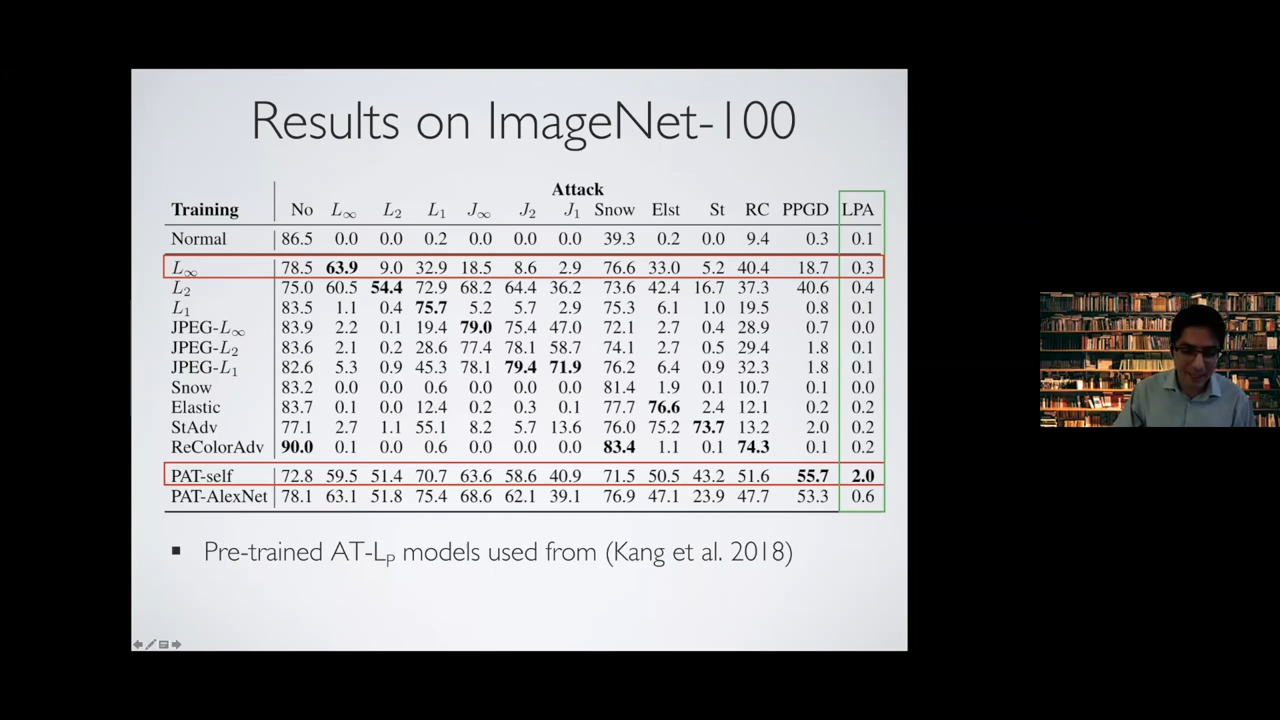 Results on ImageNet-100
Attack
Training No L∞ L2 L1 J∞ J2 J1 Snow Elst St RC PPGD LPA
Normal 86.5 0.0 0.0 0.2 0.0 0.0 0.0 39.3 0.2 0.0 9.4 0.3 0.1
L∞ 78.5 63.9 9.0 32.9 18.5 8.6 2.9 76.6 33.0 5.2 40.4 18.7 0.3
L2 75.0 60.5 54.4 72.9 68.2 64.4 36.2 73.6 42.4 16.7 37.3 40.6 0.4
L1 83.5 1.1 0.4 75.7 5.2 5.7 2.9 75.3 6.1 1.0 19.5 0.8 0.1
JPEG-L∞ 83.9 2.2 0.1 19.4 79.0 75.4 47.0 72.1 2.7 0.4 28.9 0.7 0.0
JPEG-L2 83.6 2.1 0.2 28.6 77.4 78.1 58.7 74.1 2.7 0.5 29.4 1.8 0.1
JPEG-L1 82.6 5.3 0.9 45.3 78.1 79.4 71.9 76.2 6.4 0.9 32.3 1.8 0.1
Snow 83.2 0.0 0.0 0.6 0.0 0.0 0.0 81.4 1.9 0.1 10.7 0.1 0.0
Elastic 83.7 0.1 0.0 12.4 0.2 0.3 0.1 77.7 76.6 2.4 12.1 0.2 0.2
StAdv 77.1 2.7 1.1 55.1 8.2 5.7 13.6 76.0 75.2 73.7 13.2 2.0 0.2
ReColorAdv 90.0 0.1 0.0 0.6 0.0 0.0 0.0 83.4 1.1 0.1 74.3 0.1 0.2
PAT-self 72.8 59.5 51.4 70.7 63.6 58.6 40.9 71.5 50.5 43.2 51.6 55.7 2.0
PAT-AlexNet 78.1 63.1 51.8 75.4 68.6 62.1 39.1 76.9 47.1 23.9 47.7 53.3 0.6
▪ Pre-trained AT-Lp models used from (Kang et al. 2018)